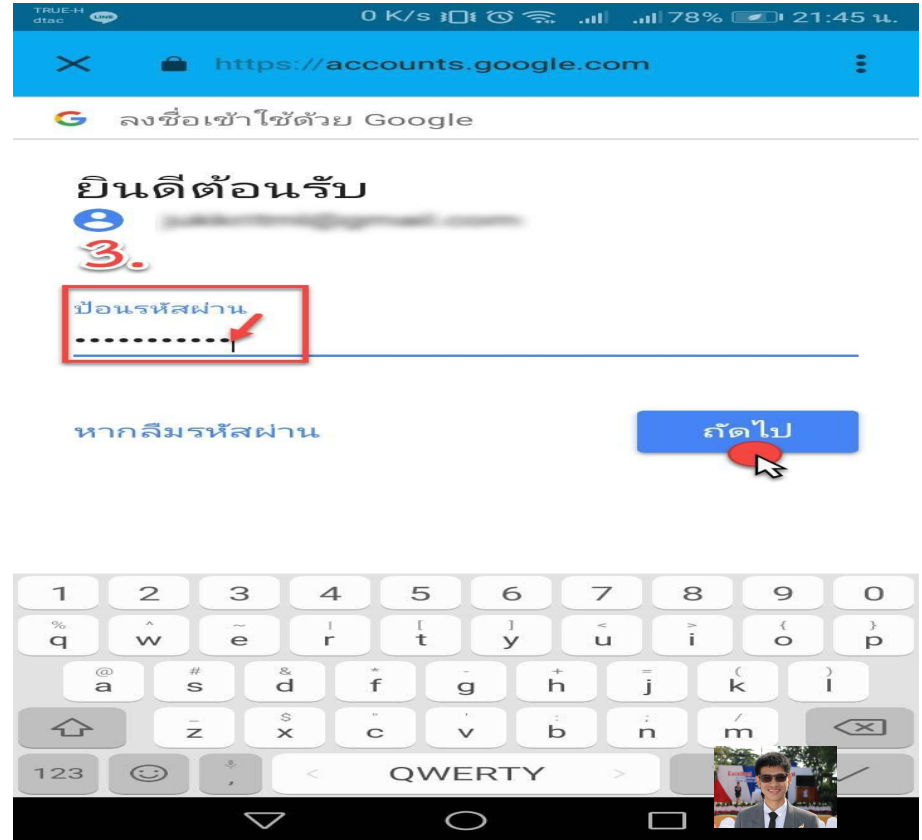 TRUE-H
dtac LINE 0 K/s 78% 21:45 น.
https://accounts.google.com
G ลงชื่อเข้าใช้ด้วย Google
ยินดีต้อนรับ
3.
ป้อนรหัสผ่าน
•••••••••••
หากลืมรหัสผ่าน ถัดไป
1 2 3 4 5 6 7 8 9 0
% ^ ~ | [ ] < > { }
q w e r t y u i o p
@ # & * - + = ( )
a s d f g h j k l
_ $ " ' : ; /
z x c v b n m
123 , < QWERTY >